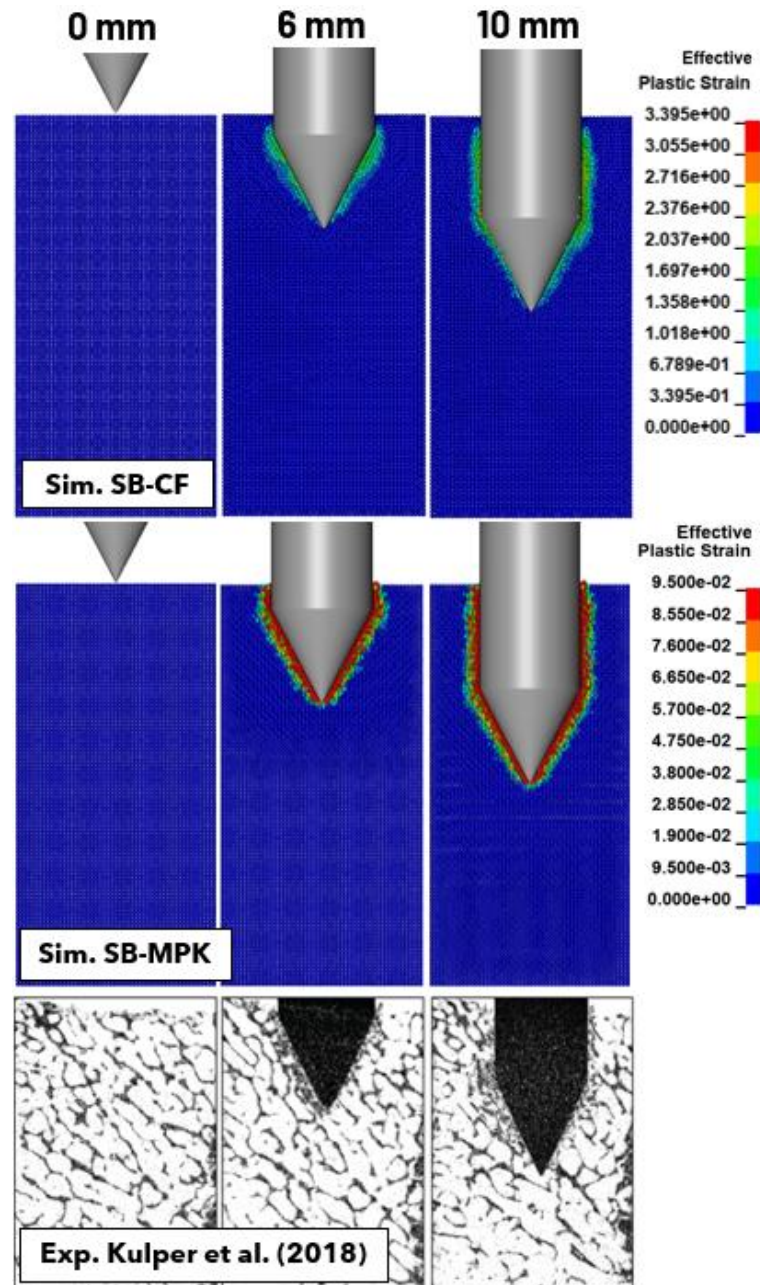 0 mm
6 mm
10 mm
Effective
Plastic Strain
3.395e+00
3.055e+00
2.716e+00
2.376e+00
2.037e+00
1.697e+00
1.358e+00
1.018e+00
6.789e-01
3.395e-01
0.000e+00
Sim. SB-CF
Effective
Plastic Strain
9.500e-02
8.550e-02
7.600e-02
6.650e-02
5.700e-02
4.750e-02
3.800e-02
2.850e-02
1.900e-02
9.500e-03
0.000e+00
Sim. SB-MPK
Exp. Kulper et al. (2018)